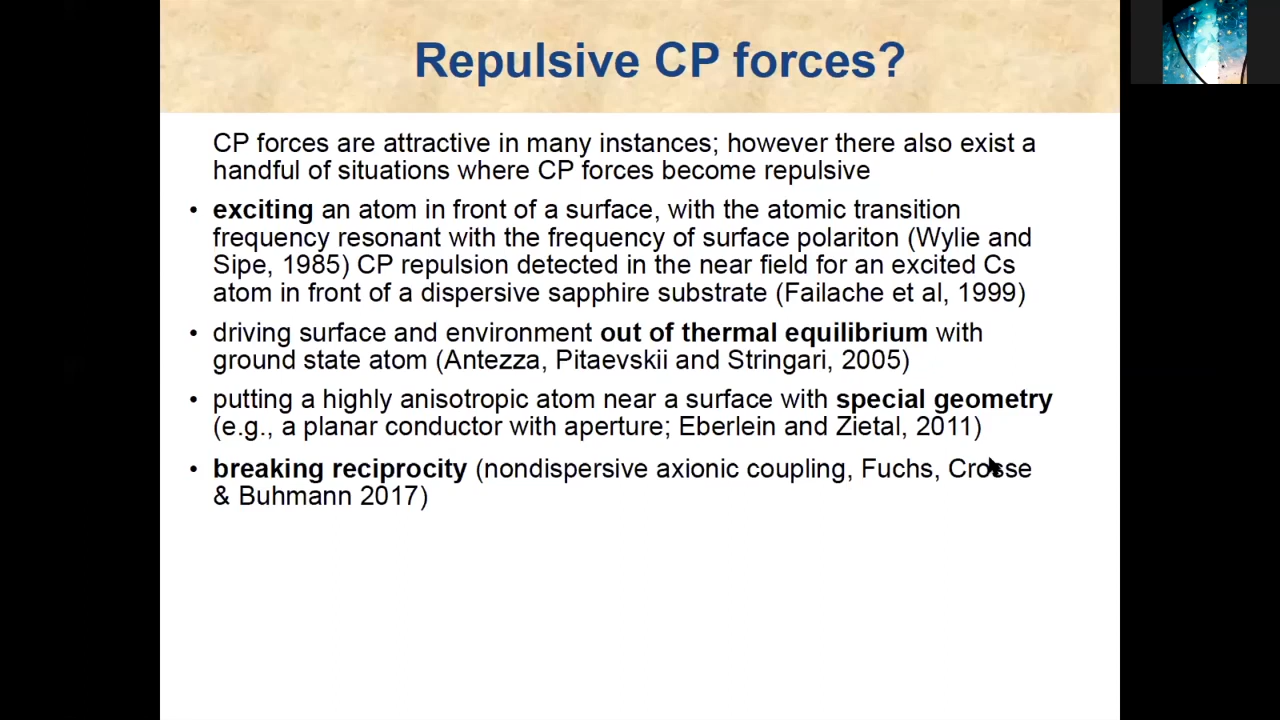 Repulsive CP forces?
CP forces are attractive in many instances; however there also exist a
handful of situations where CP forces become repulsive
• exciting an atom in front of a surface, with the atomic transition
frequency resonant with the frequency of surface polariton (Wylie and
Sipe, 1985) CP repulsion detected in the near field for an excited Cs
atom in front of a dispersive sapphire substrate (Failache et al, 1999)
• driving surface and environment out of thermal equilibrium with
ground state atom (Antezza, Pitaevskii and Stringari, 2005)
• putting a highly anisotropic atom near a surface with special geometry
(e.g., a planar conductor with aperture; Eberlein and Zietal, 2011)
• breaking reciprocity (nondispersive axionic coupling, Fuchs, Crosse
& Buhmann 2017)